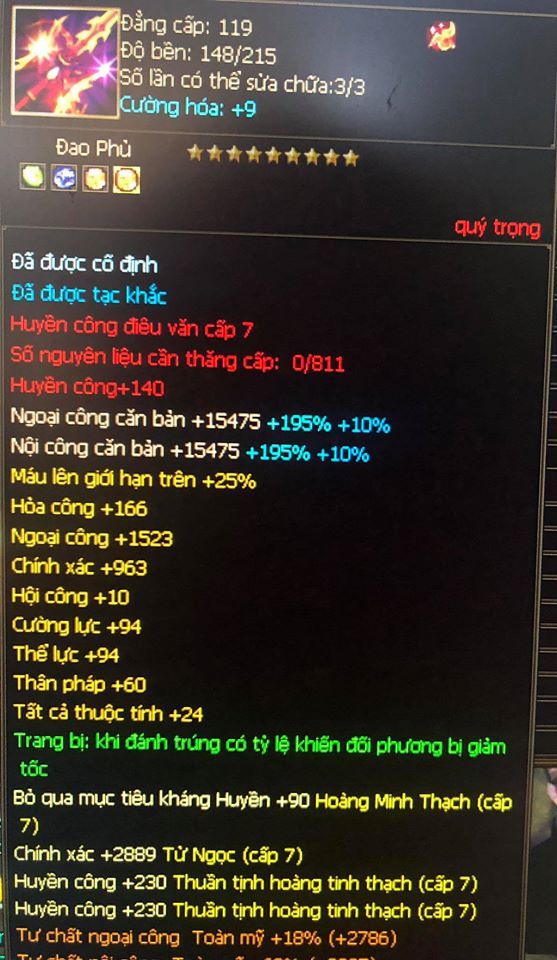 Đẳng cấp: 119
Độ bền: 148/215
Số lần có thể sửa chữa:3/3
Cường hóa: +9
Đao Phủ
quý trọng
Đã được cố định
Đã được tạc khắc
Huyền công điêu văn cấp 7
Số nguyên liệu cần thăng cấp: 0/811
Huyền công+140
Ngoại công căn bản +15475 +195% +10%
Nội công căn bản +15475 +195% +10%
Máu lên giới hạn trên +25%
Hỏa công +166
Ngoại công +1523
Chính xác +963
Hội công +10
Cường lực +94
Thể lực +94
Thân pháp +60
Tất cả thuộc tính +24
Trang bị: khi đánh trúng có tỷ lệ khiến đối phương bị giảm
tốc
Bỏ qua mục tiêu kháng Huyền +90 Hoàng Minh Thạch (cấp
7)
Chính xác +2889 Tử Ngọc (cấp 7)
Huyền công +230 Thuần tịnh hoàng tinh thạch (cấp 7)
Huyền công +230 Thuần tịnh hoàng tinh thạch (cấp 7)
Tư chất ngoại công Toàn mỹ +18% (+2786)